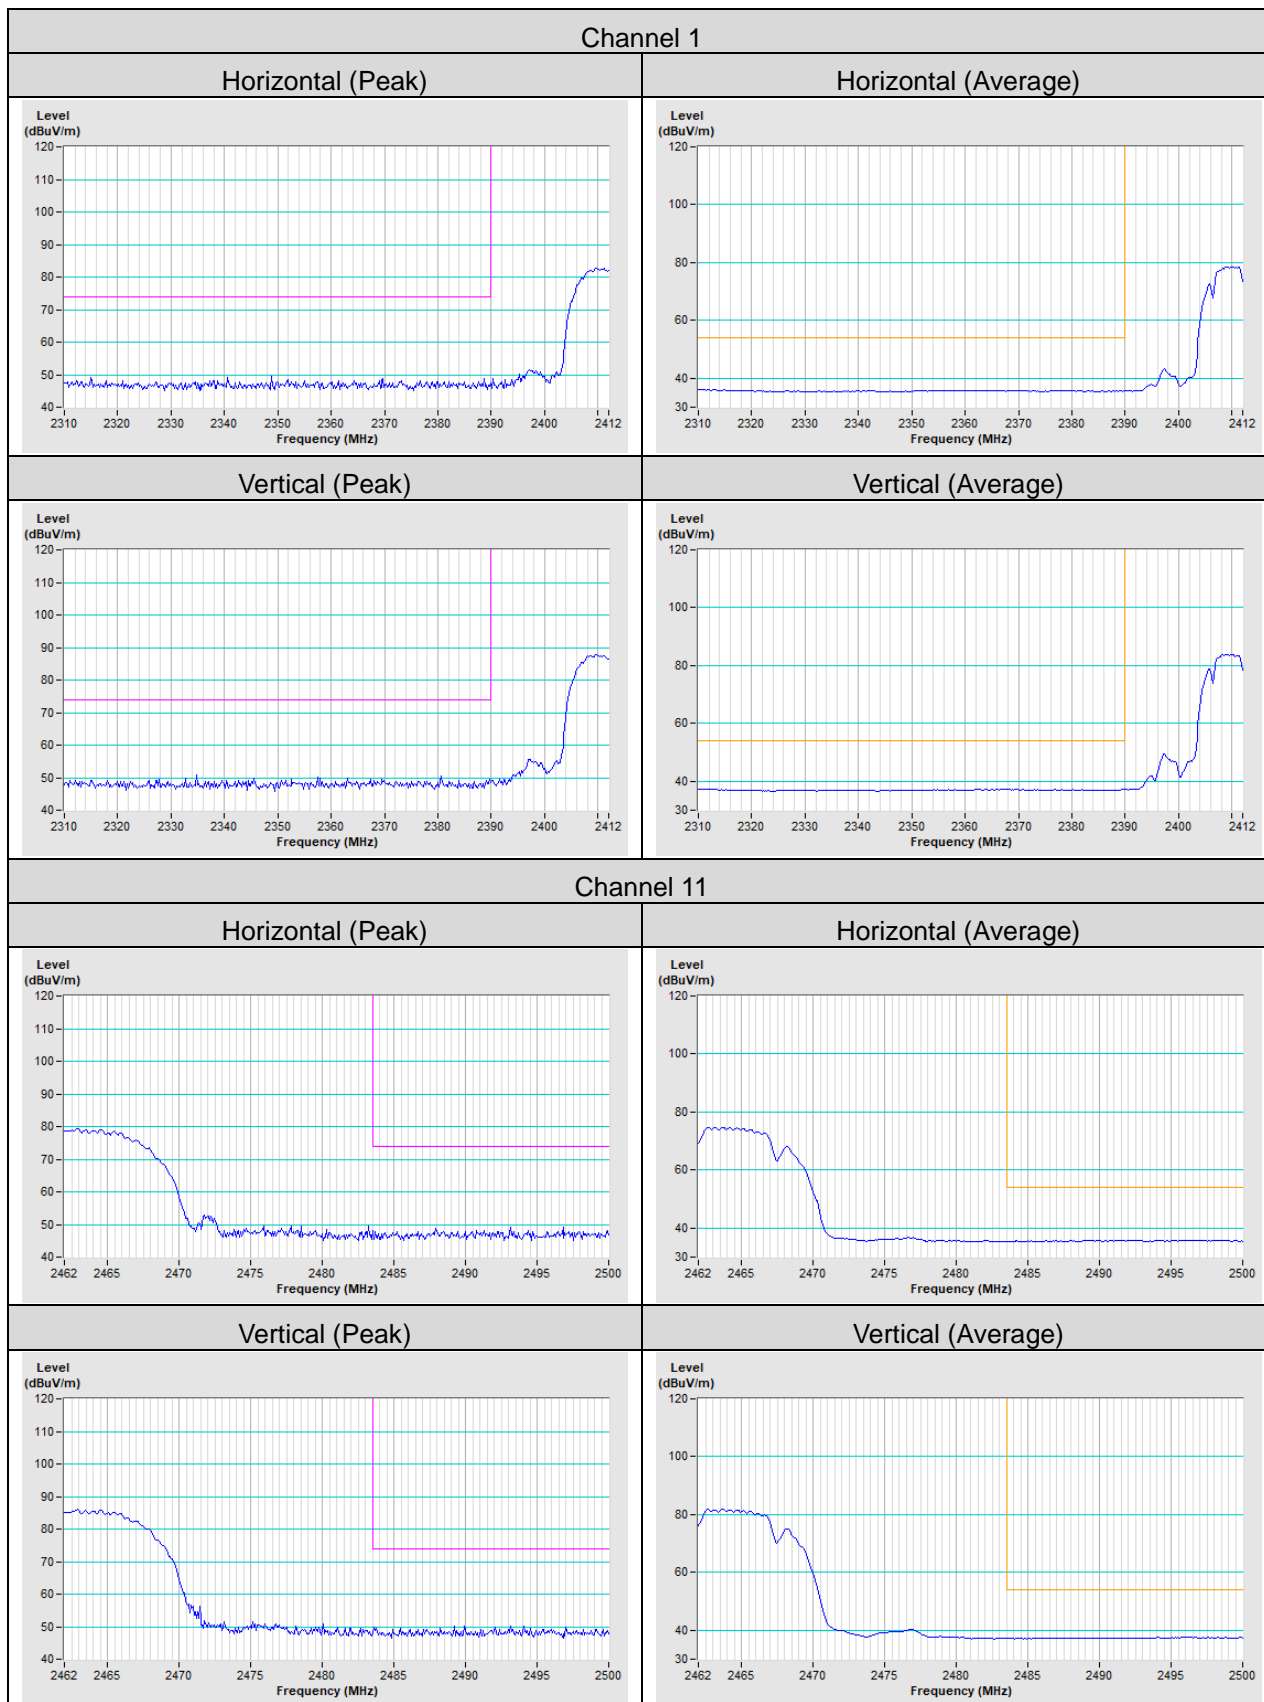 Channel 1
Horizontal (Peak)
Horizontal (Average)
Level
(dBuV/m)
120
110
100
90
80
70
60
50
40
2310 2320 2330 2340 2350 2360 2370 2380 2390 2400 2412
Frequency (MHz)
Level
(dBuV/m)
120
100
80
60
40
30
2310 2320 2330 2340 2350 2360 2370 2380 2390 2400 2412
Frequency (MHz)
Vertical (Peak)
Vertical (Average)
Level
(dBuV/m)
120
110
100
90
80
70
60
50
40
2310 2320 2330 2340 2350 2360 2370 2380 2390 2400 2412
Frequency (MHz)
Level
(dBuV/m)
120
100
80
60
40
30
2310 2320 2330 2340 2350 2360 2370 2380 2390 2400 2412
Frequency (MHz)
Channel 11
Horizontal (Peak)
Horizontal (Average)
Level
(dBuV/m)
120
110
100
90
80
70
60
50
40
2462 2465 2470 2475 2480 2485 2490 2495 2500
Frequency (MHz)
Level
(dBuV/m)
120
100
80
60
40
30
2462 2465 2470 2475 2480 2485 2490 2495 2500
Frequency (MHz)
Vertical (Peak)
Vertical (Average)
Level
(dBuV/m)
120
110
100
90
80
70
60
50
40
2462 2465 2470 2475 2480 2485 2490 2495 2500
Frequency (MHz)
Level
(dBuV/m)
120
100
80
60
40
30
2462 2465 2470 2475 2480 2485 2490 2495 2500
Frequency (MHz)